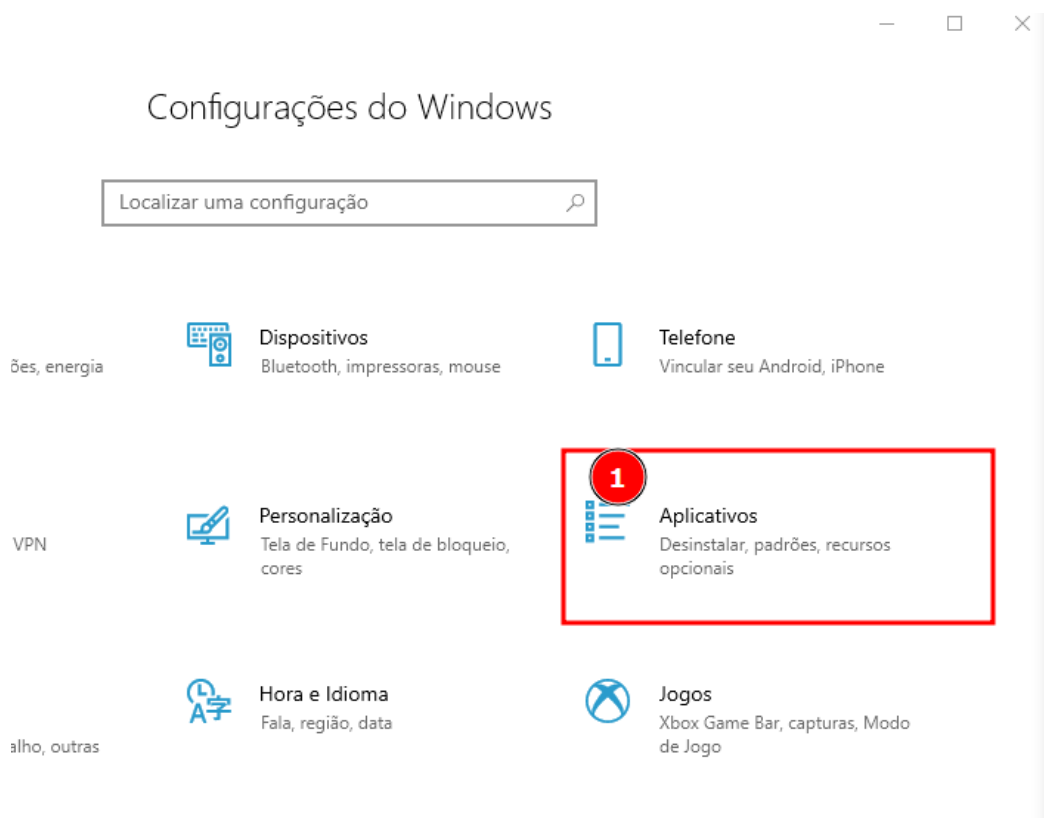 Configurações do Windows
Localizar uma configuração
Dispositivos
Bluetooth, impressoras, mouse
Telefone
Vincular seu Android, iPhone
ões, energia
1
Personalização
Tela de Fundo, tela de bloqueio,
cores
Aplicativos
Desinstalar, padrões, recursos
opcionais
VPN
Hora e Idioma
Fala, região, data
Jogos
Xbox Game Bar, capturas, Modo
de Jogo
alho, outras